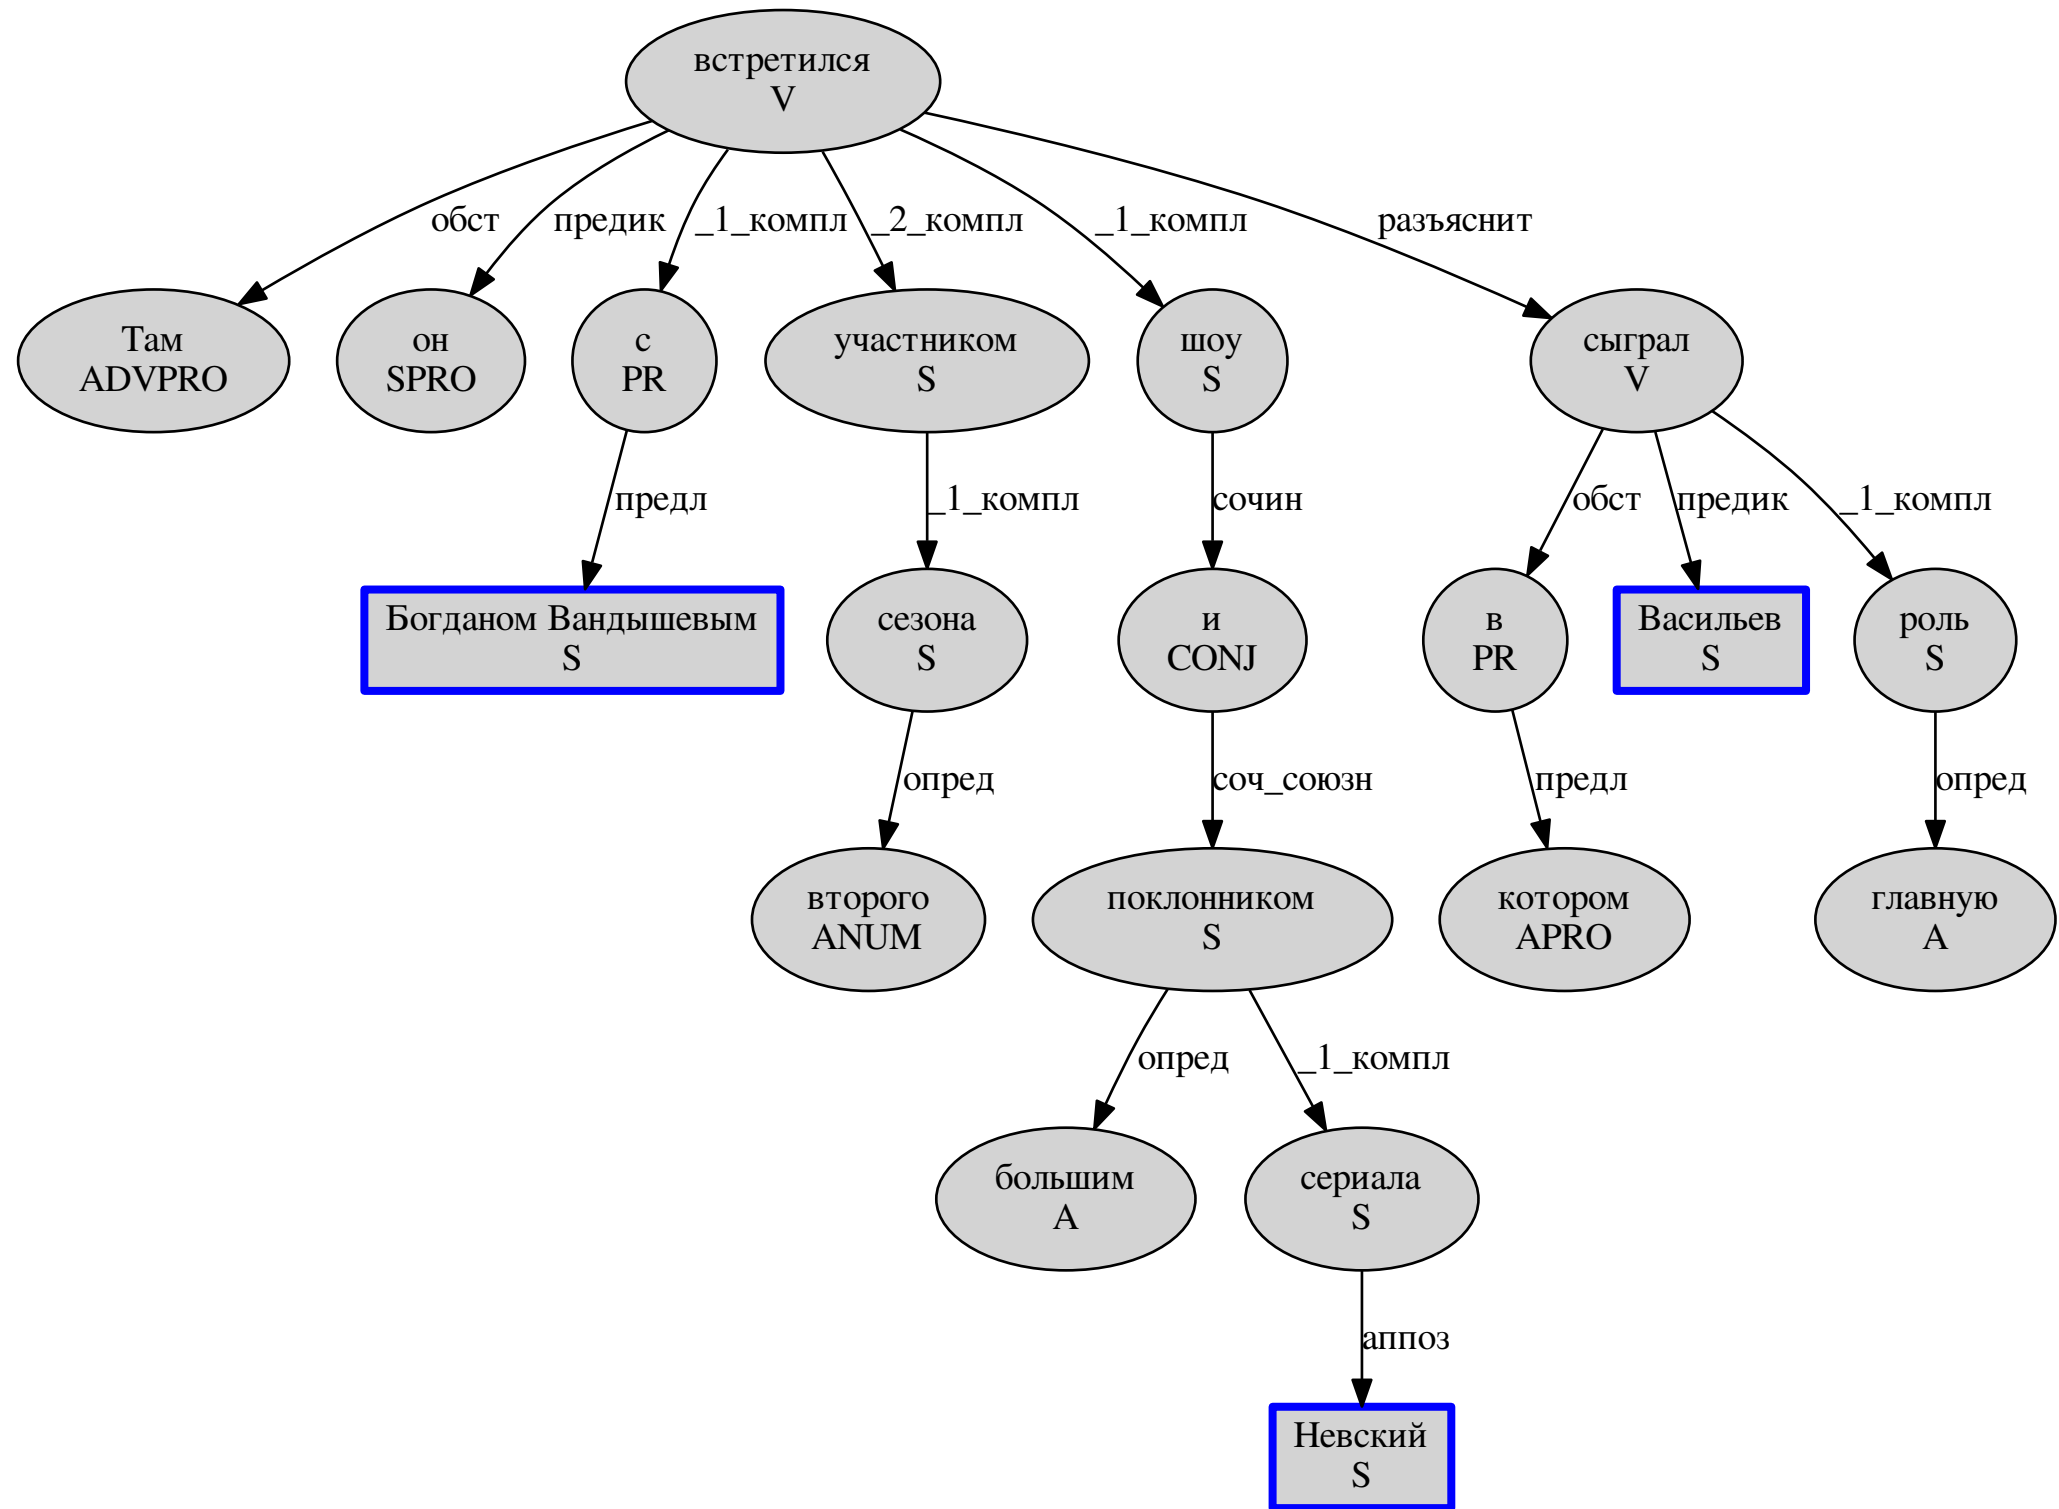 встретился
V
обст
предик
_1_компл
_2_компл
_1_компл
разъяснит
Там
ADVPRO
он
SPRO
с
PR
участником
S
шоу
S
сыграл
V
предл
_1_компл
сочин
обст
предик
_1_компл
Богданом Вандышевым
S
сезона
S
и
CONJ
в
PR
Васильев
S
роль
S
опред
соч_союзн
предл
опред
второго
ANUM
поклонником
S
котором
APRO
главную
A
опред
_1_компл
большим
A
сериала
S
аппоз
Невский
S